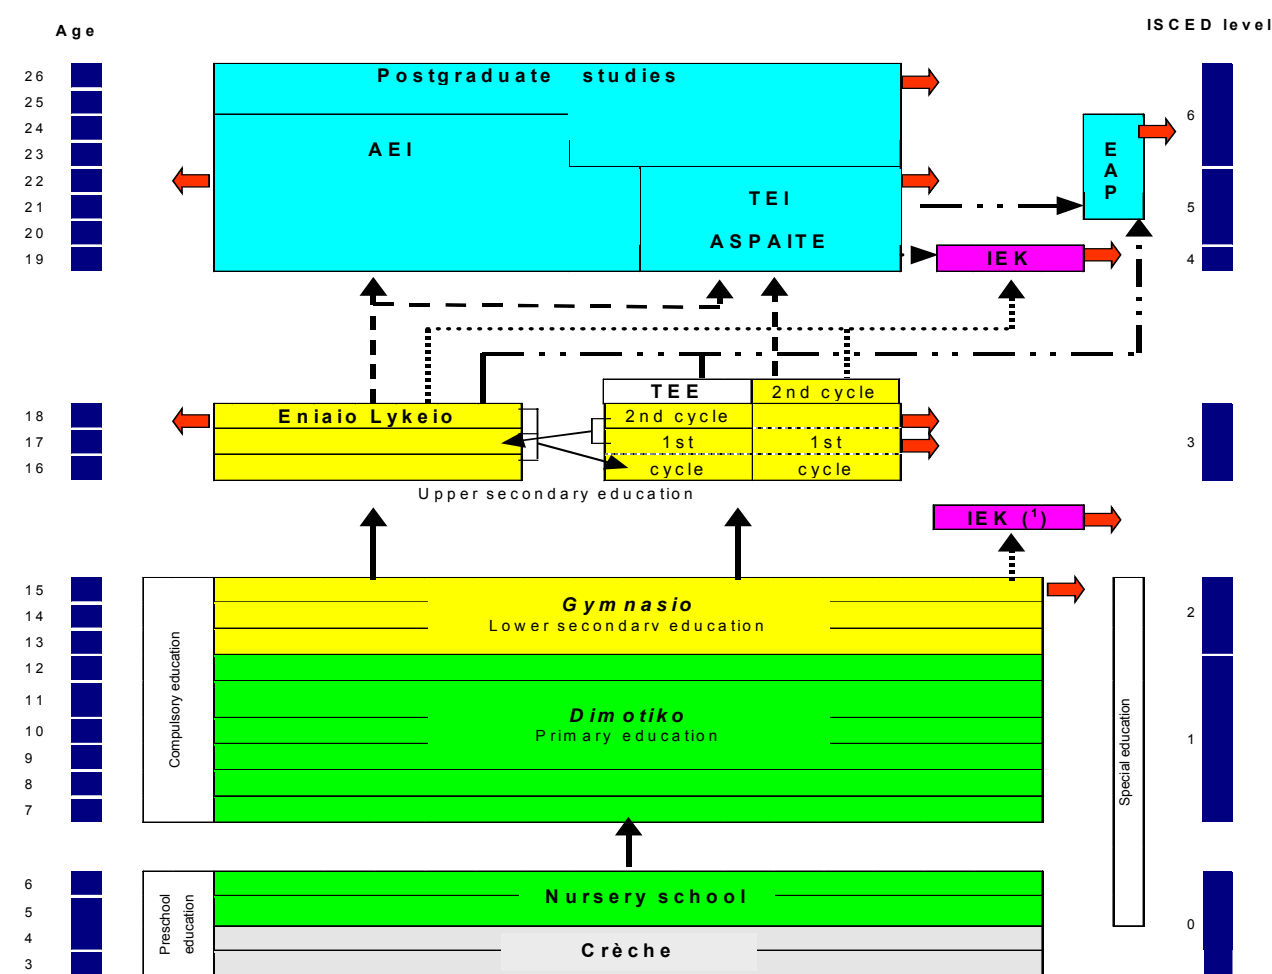 Age
ISCED level
26
Postgraduate studies
25
24
6
23
AEI
E
A
P
22
21
TEI
5
20
ASPAITE
19
IEK
4
TEE
2nd cycle
18
Eniaio Lykeio
2nd cycle
17
1st
1st
3
16
cycle
cycle
Upper secondary education
IEK (¹)
15
Gymnasio
14
Lower secondary education
2
13
12
11
Dimotiko
10
Primary education
1
9
8
7
Compulsory education
Special education
6
Nursery school
5
0
4
Crèche
3
Preschool
education